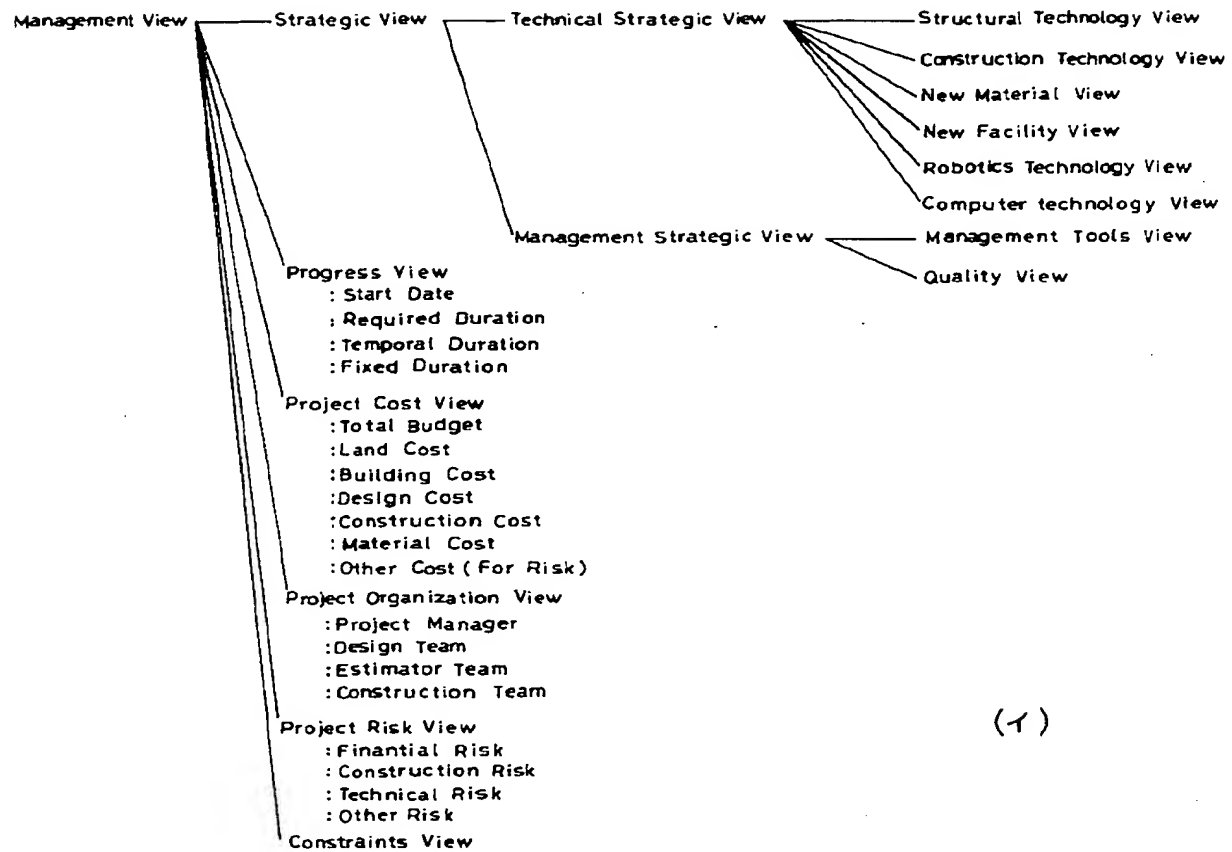 Management View
Strategic View
Technical Strategic View
Structural Technology View
Construction Technology View
New Material View
New Facility View
Robotics Technology View
Computer technology View
Management Strategic View
Management Tools View
Quality View
Progress View
: Start Date
: Required Duration
: Temporal Duration
: Fixed Duration
Project Cost View
: Total Budget
: Land Cost
: Building Cost
: Design Cost
: Construction Cost
: Material Cost
: Other Cost (For Risk)
Project Organization View
: Project Manager
: Design Team
: Estimator Team
: Construction Team
Project Risk View
: Finantial Risk
: Construction Risk
: Technical Risk
: Other Risk
Constraints View
(イ)